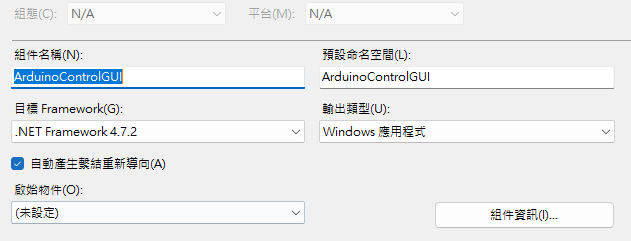 組態(C): N/A 平台(M): N/A
組件名稱(N): 預設命名空間(L):
ArduinoControlGUI ArduinoControlGUI
目標 Framework(G): 輸出類型(U):
.NET Framework 4.7.2 Windows 應用程式
自動產生繫結重新導向(A)
啟始物件(O):
(未設定) 組件資訊(I)...